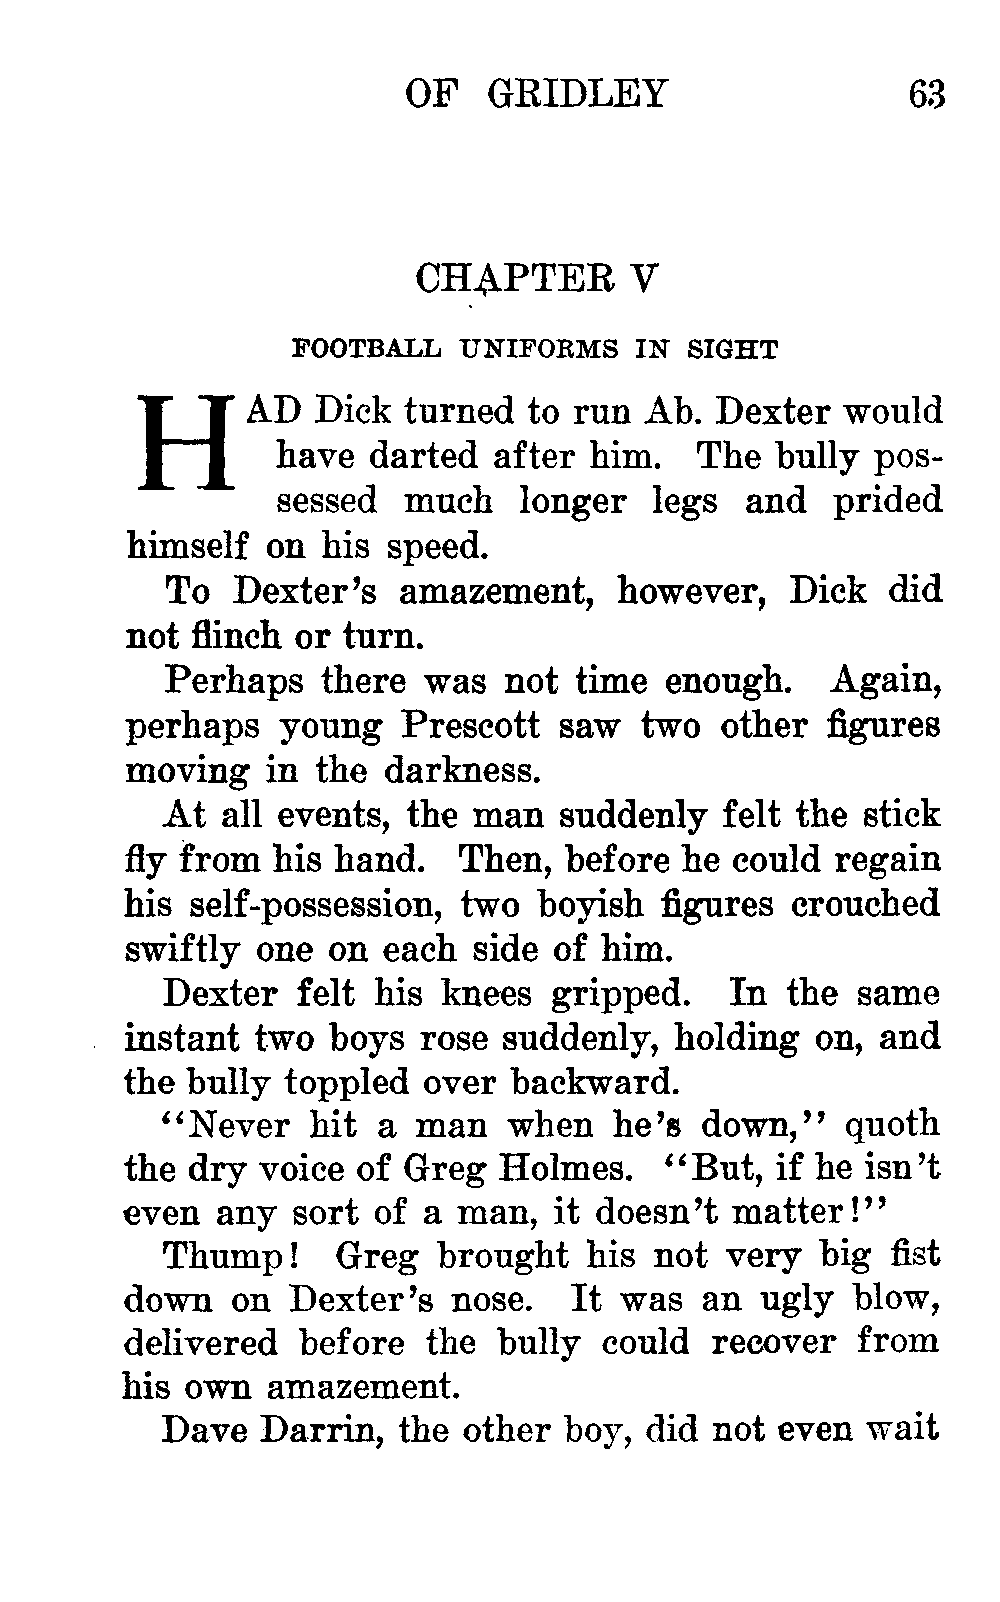 OF GRIDLEY 63
CHAPTER V
FOOTBALL UNIFORMS IN SIGHT
HAD Dick turned to run Ab. Dexter would
have darted after him. The bully pos-
sessed much longer legs and prided
himself on his speed.
To Dexter's amazement, however, Dick did
not flinch or turn.
Perhaps there was not time enough. Again,
perhaps young Prescott saw two other figures
moving in the darkness.
At all events, the man suddenly felt the stick
fly from his hand. Then, before he could regain
his self-possession, two boyish figures crouched
swiftly one on each side of him.
Dexter felt his knees gripped. In the same
instant two boys rose suddenly, holding on, and
the bully toppled over backward.
"Never hit a man when he's down," quoth
the dry voice of Greg Holmes. "But, if he isn't
even any sort of a man, it doesn't matter!"
Thump! Greg brought his not very big fist
down on Dexter's nose. It was an ugly blow,
delivered before the bully could recover from
his own amazement.
Dave Darrin, the other boy, did not even wait